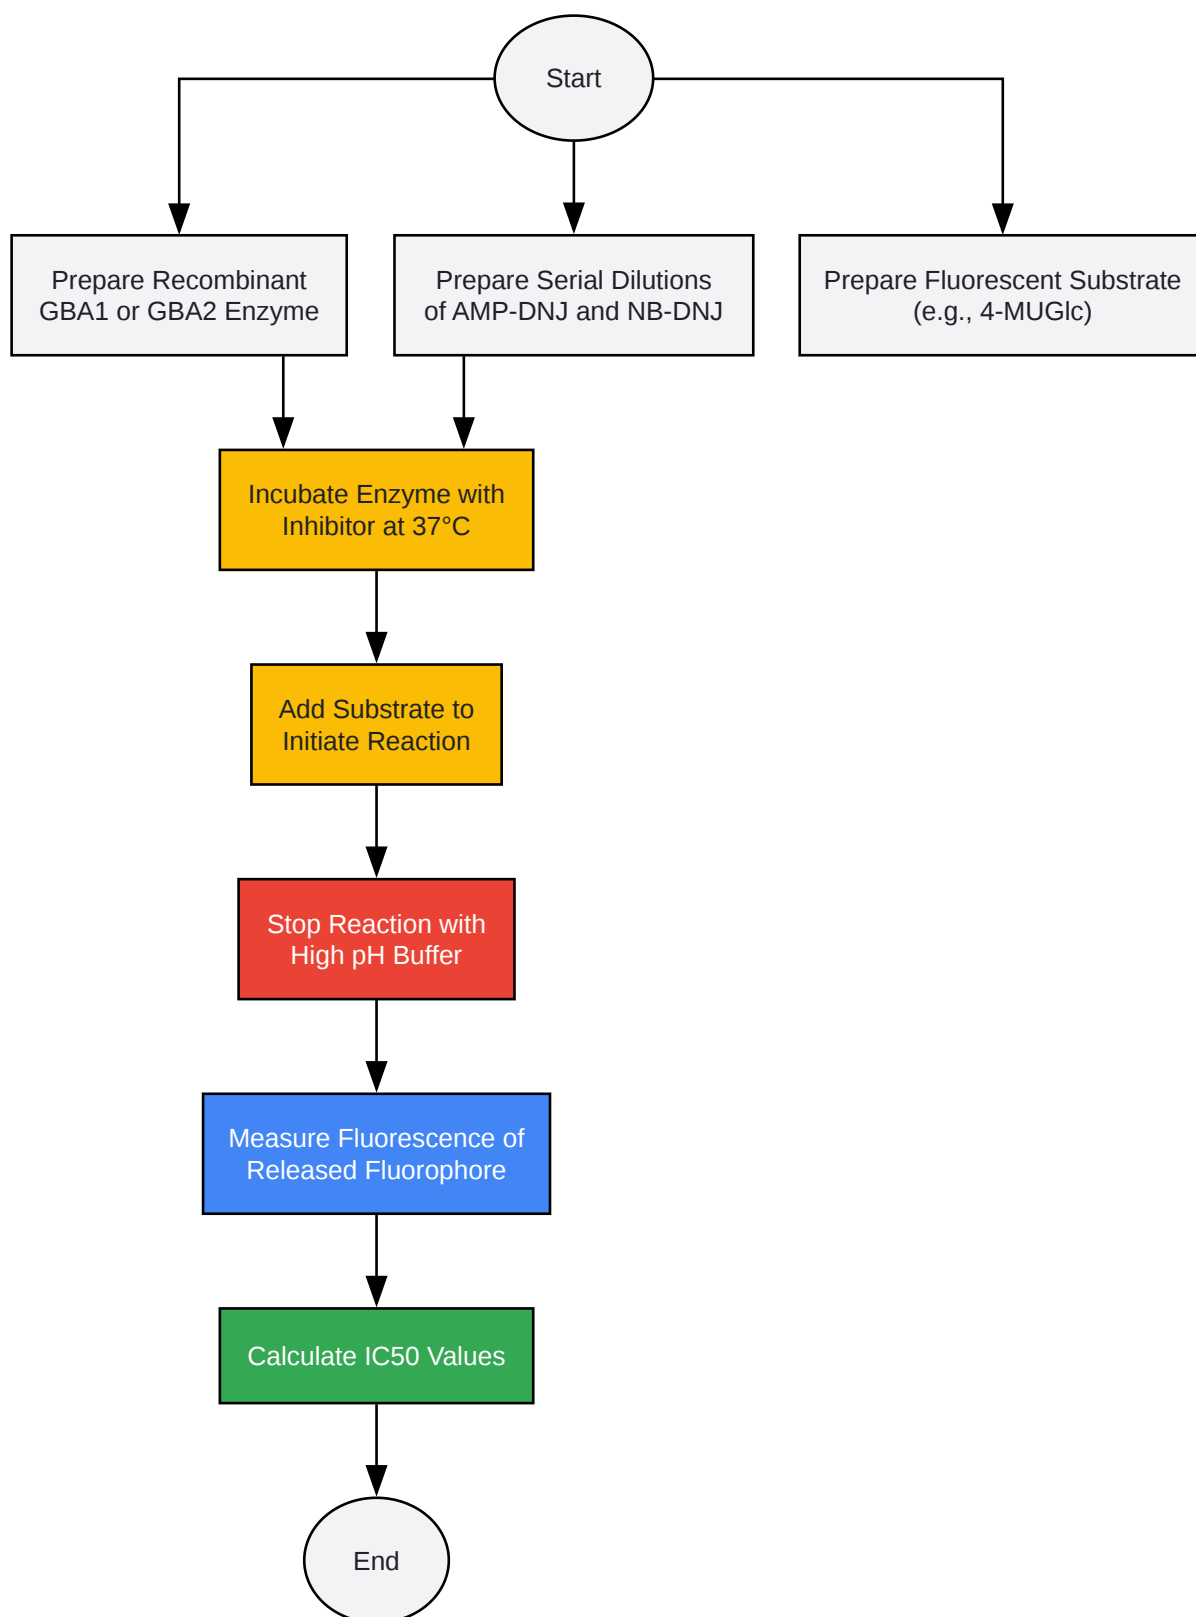 Start
Prepare Recombinant
GBA1 or GBA2 Enzyme
Prepare Serial Dilutions
of AMP-DNJ and NB-DNJ
Prepare Fluorescent Substrate
(e.g., 4-MUGlc)
Incubate Enzyme with
Inhibitor at 37°C
Add Substrate to
Initiate Reaction
Stop Reaction with
High pH Buffer
Measure Fluorescence of
Released Fluorophore
Calculate IC50 Values
End